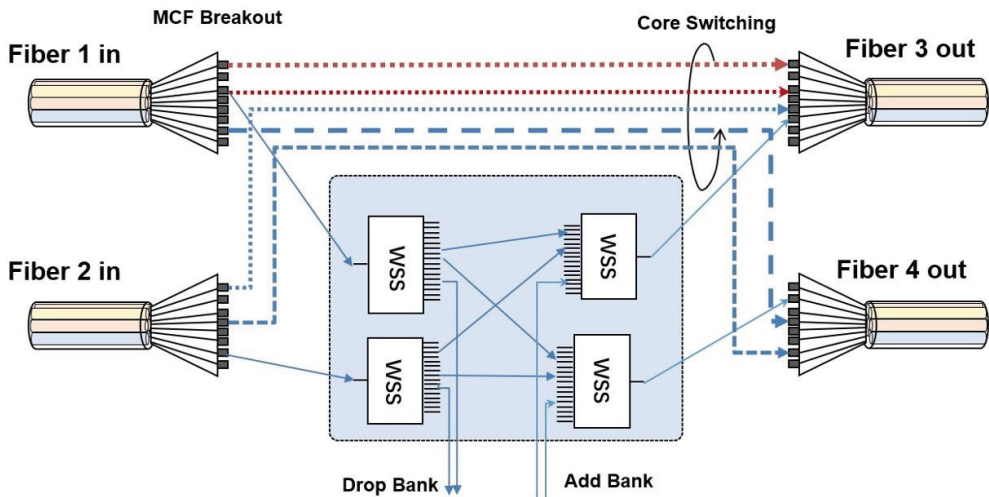 MCF Breakout
Core Switching
Fiber 1 in
Fiber 3 out
WSS
WSS
Fiber 2 in
Fiber 4 out
WSS
WSS
Drop Bank
Add Bank